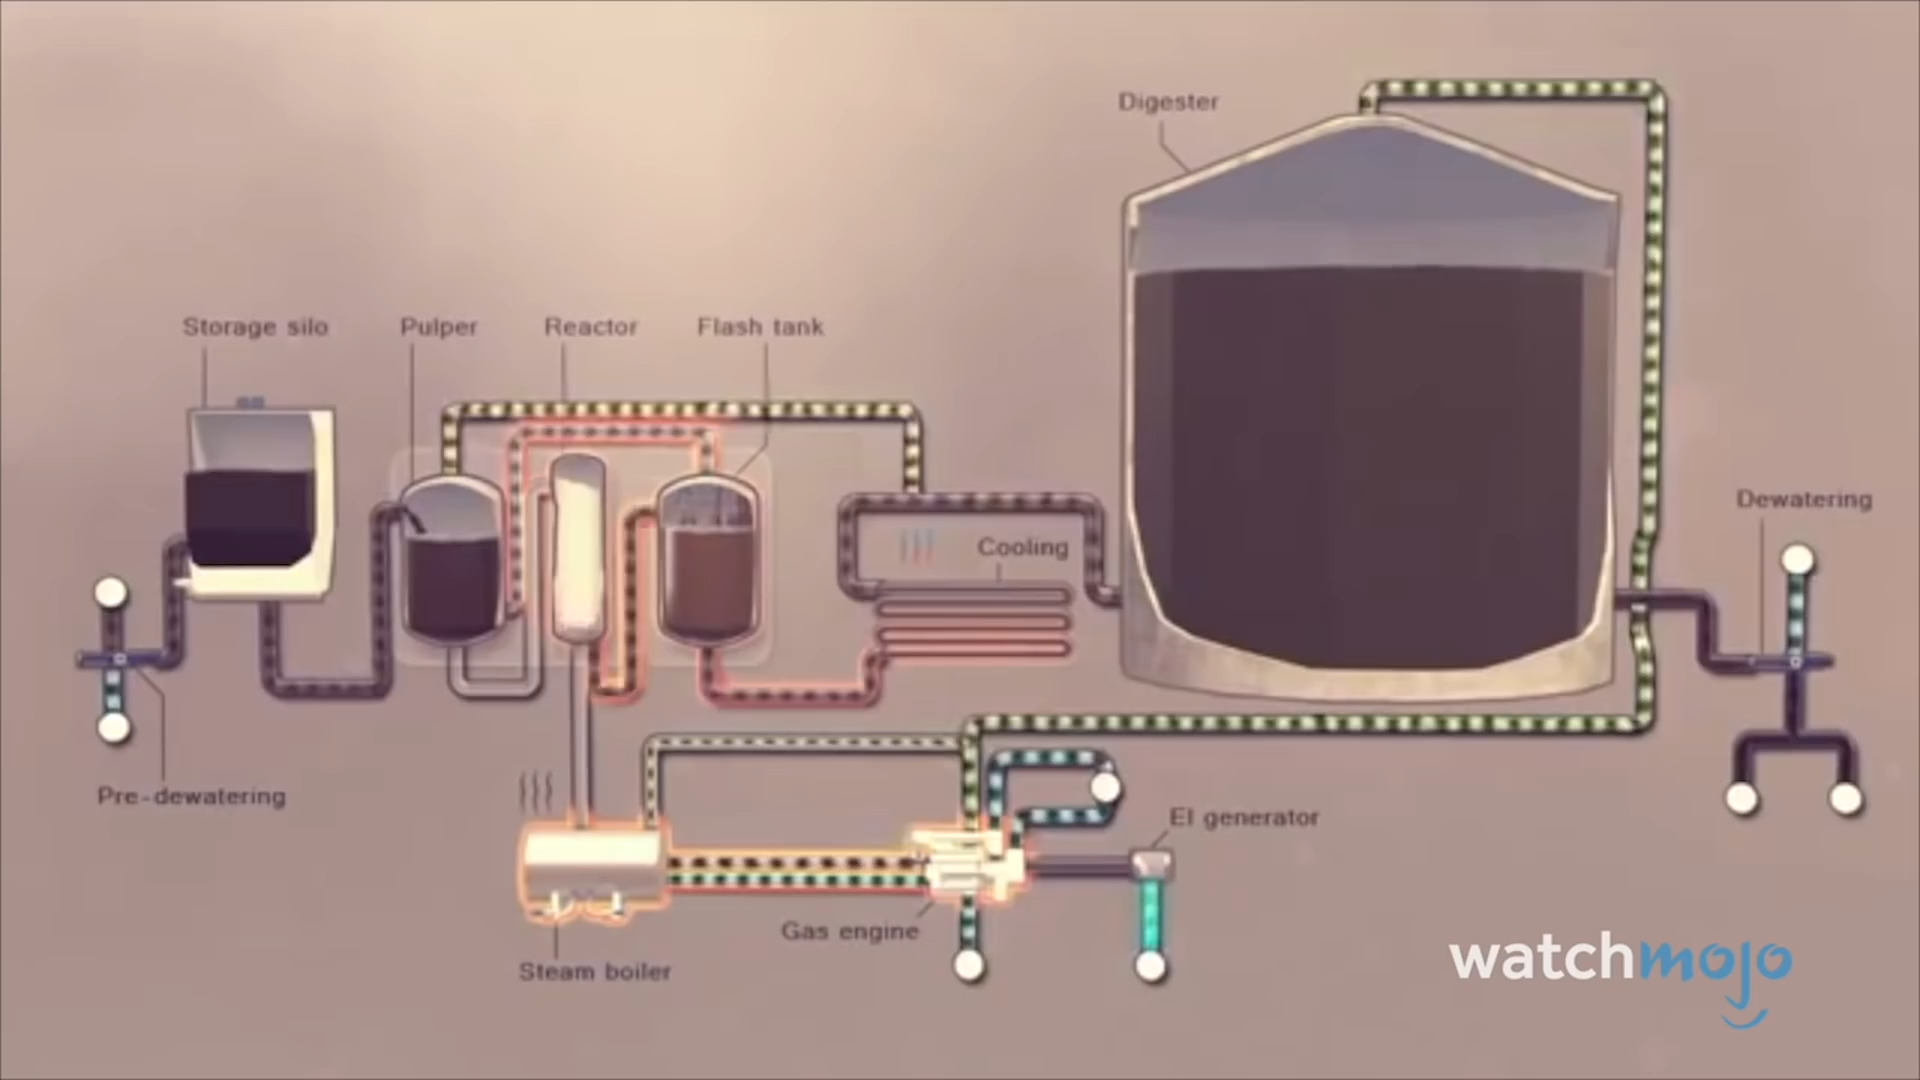 Digester
Storage silo
Pulper
Reactor
Flash tank
Dewatering
Cooling
Pre-dewatering
El generator
Gas engine
Steam boiler
watchmojo